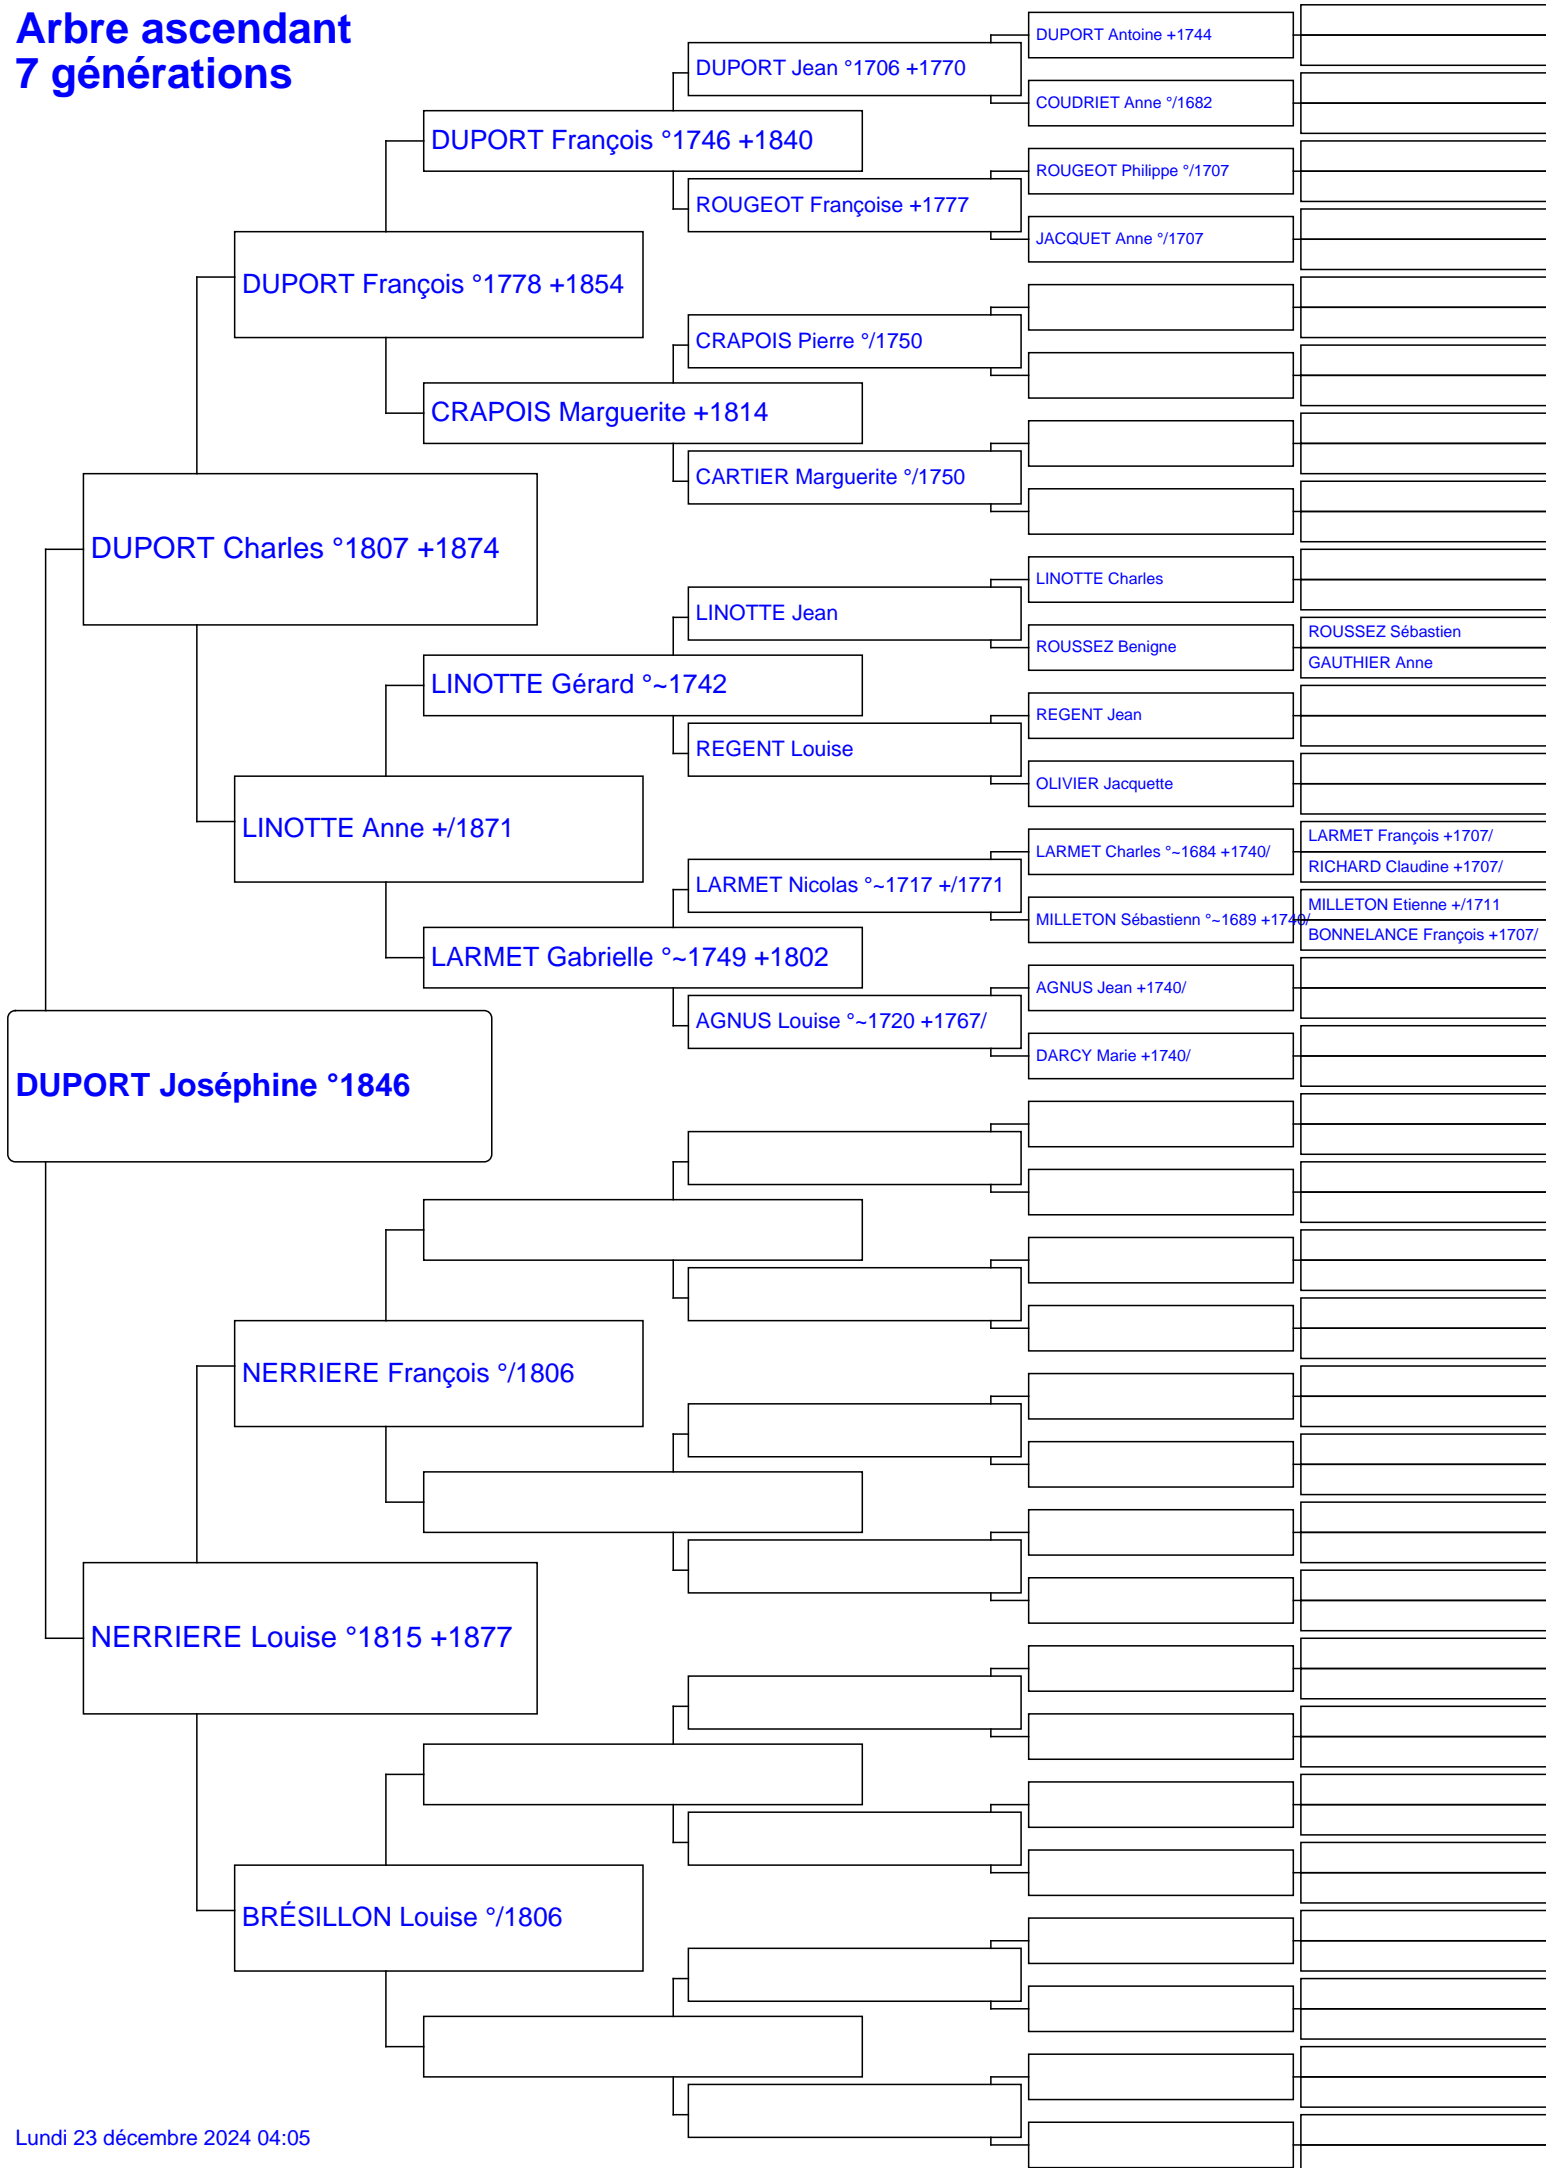 Arbre ascendant
7 générations
DUPORT Joséphine °1846
DUPORT Charles °1807 +1874
NERRIERE Louise °1815 +1877
DUPORT François °1778 +1854
LINOTTE Anne +/1871
NERRIERE François °/1806
BRÉSILLON Louise °/1806
DUPORT François °1746 +1840
CRAPOIS Marguerite +1814
LINOTTE Gérard °~1742
LARMET Gabrielle °~1749 +1802
DUPORT Jean °1706 +1770
ROUGEOT Françoise +1777
CRAPOIS Pierre °/1750
CARTIER Marguerite °/1750
LINOTTE Jean
REGENT Louise
LARMET Nicolas °~1717 +/1771
AGNUS Louise °~1720 +1767/
DUPORT Antoine +1744
COUDRIET Anne °/1682
ROUGEOT Philippe °/1707
JACQUET Anne °/1707
LINOTTE Charles
ROUSSEZ Benigne
REGENT Jean
OLIVIER Jacquette
LARMET Charles °~1684 +1740/
MILLETON Sébastienn °~1689 +1740/
AGNUS Jean +1740/
DARCY Marie +1740/
ROUSSEZ Sébastien
GAUTHIER Anne
LARMET François +1707/
RICHARD Claudine +1707/
MILLETON Etienne +/1711
BONNELANCE François +1707/
Lundi 23 décembre 2024 04:05